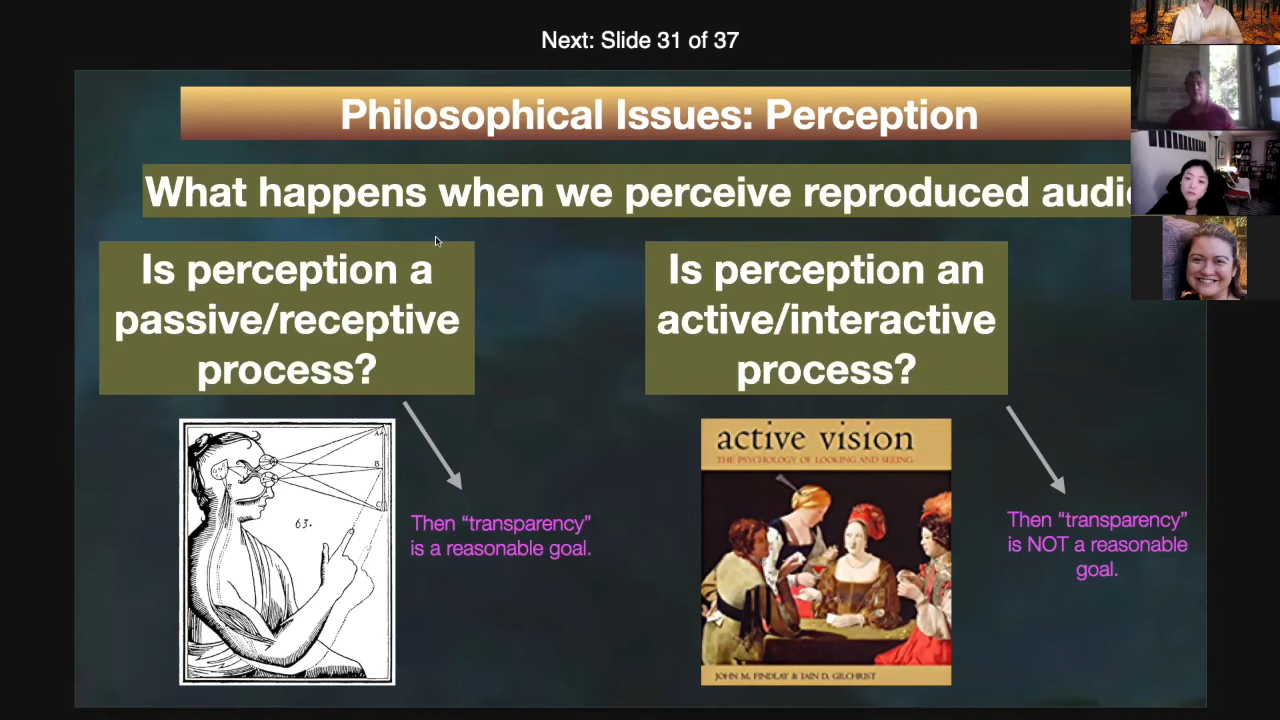 Next: Slide 31 of 37
Philosophical Issues: Perception
What happens when we perceive reproduced
Is perception a
passive/receptive
process?
Is perception an
active/interactive
process?
63.
B
Then “transparency”
is a reasonable goal.
active vision
THE PSYCHOLOGY OF LOOKING AND SEEING
JOHN M. FINDLAY & IAIN D. GILCHRIST
Then “transparency”
is NOT a reasonable
goal.